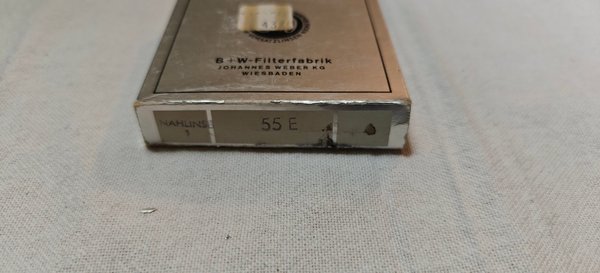 B+W-Filterfabrik
JOHANNES WEBER KG
WIESBADEN
NAHLINSE
1
55 E